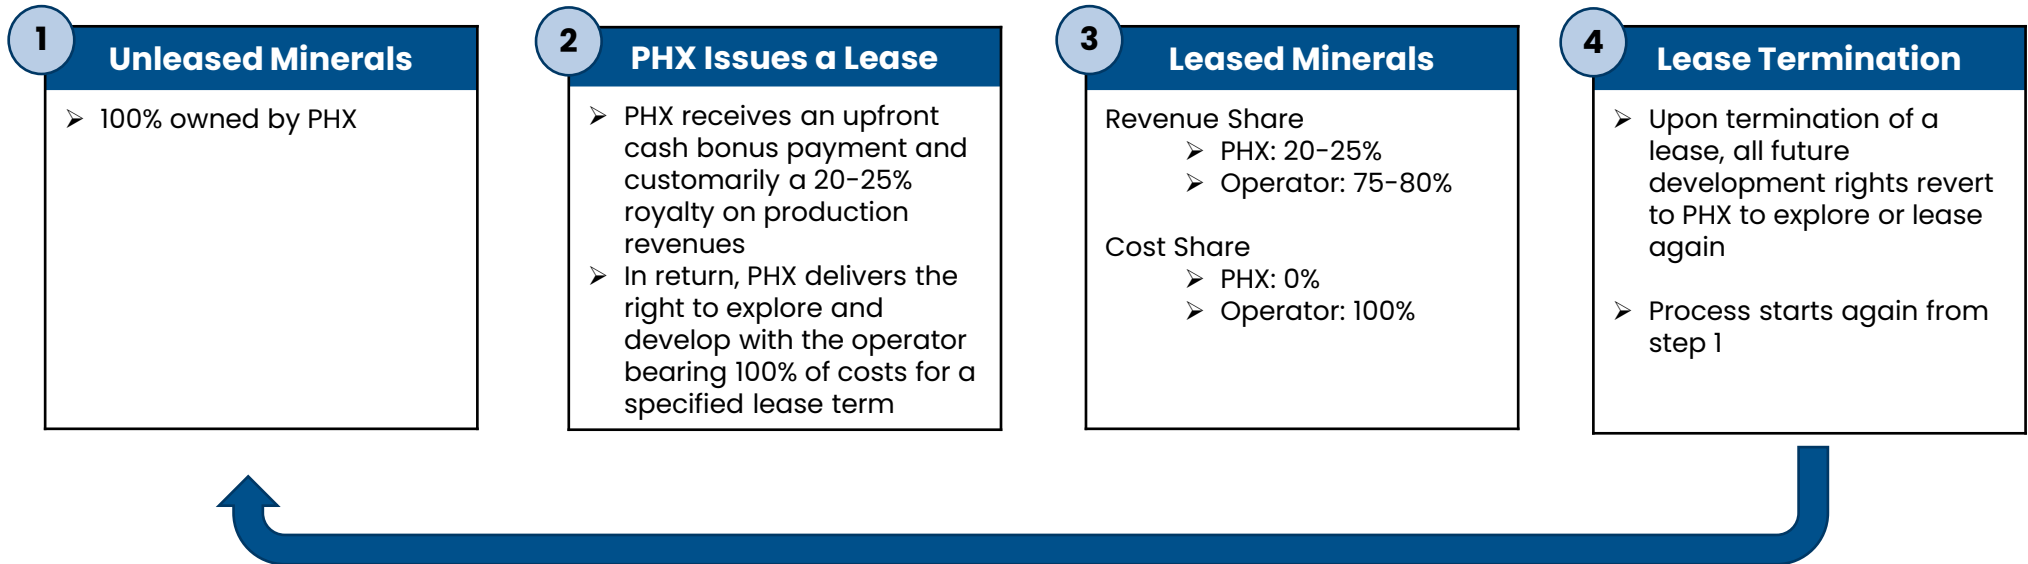 1
Unleased Minerals
➢ 100% owned by PHX
2
PHX Issues a Lease
➢ PHX receives an upfront
cash bonus payment and
customarily a 20-25%
royalty on production
revenues
➢ In return, PHX delivers the
right to explore and
develop with the operator
bearing 100% of costs for a
specified lease term
3
Leased Minerals
Revenue Share
➢ PHX: 20-25%
➢ Operator: 75-80%
Cost Share
➢ PHX: 0%
➢ Operator: 100%
4
Lease Termination
➢ Upon termination of a
lease, all future
development rights revert
to PHX to explore or lease
again
➢ Process starts again from
step 1